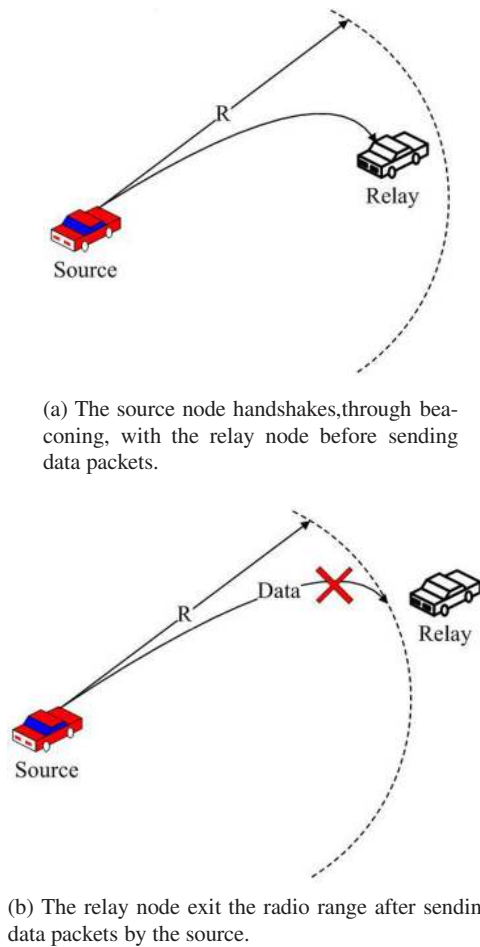 R
Relay
Source
(a) The source node handshakes,through bea-
coning, with the relay node before sending
data packets.
Data
R
Relay
Source
(b) The relay node exit the radio range after sendin
data packets by the source.